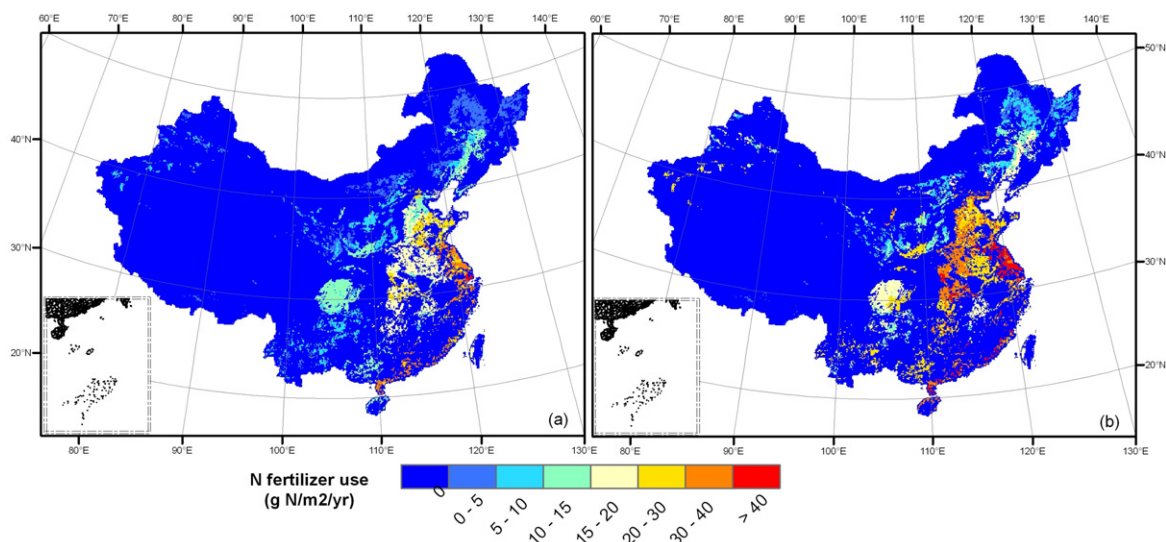 60°E 70°E 80°E 90°E 100°E 110°E 120°E 130°E 140°E
60°E 70°E 80°E 90°E 100°E 110°E 120°E 130°E 140°E
50°N
40°N
40°N
30°N
30°N
20°N
20°N
(a)
(b)
80°E 90°E 100°E 110°E 120°E 130°E
80°E 90°E 100°E 110°E 120°E 130°E
N fertilizer use
(g N/m2/yr)
0
0 - 5
5 - 10
10 - 15
15 - 20
20 - 30
30 - 40
> 40